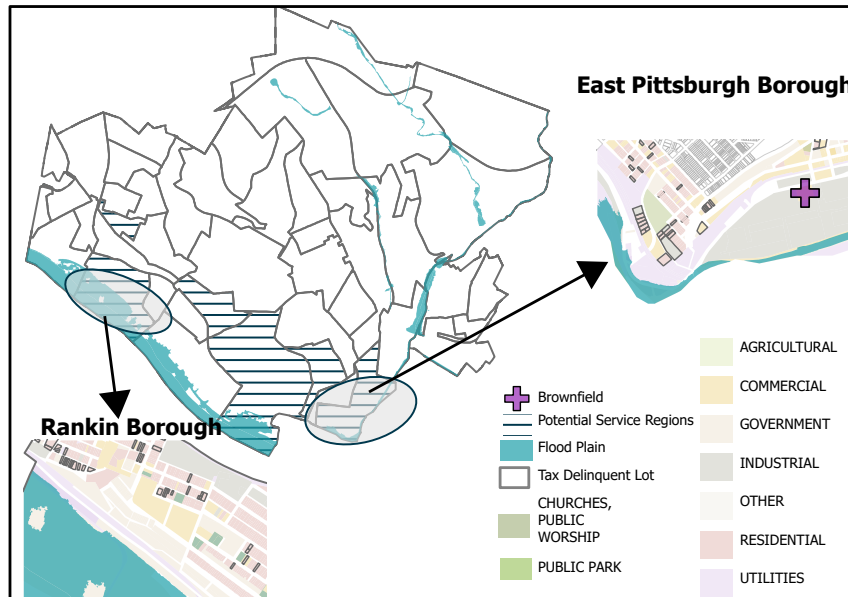 East Pittsburgh Borough
Rankin Borough
Brownfield
Potential Service Regions
Flood Plain
Tax Delinquent Lot
CHURCHES,
PUBLIC
WORSHIP
PUBLIC PARK
AGRICULTURAL
COMMERCIAL
GOVERNMENT
INDUSTRIAL
OTHER
RESIDENTIAL
UTILITIES